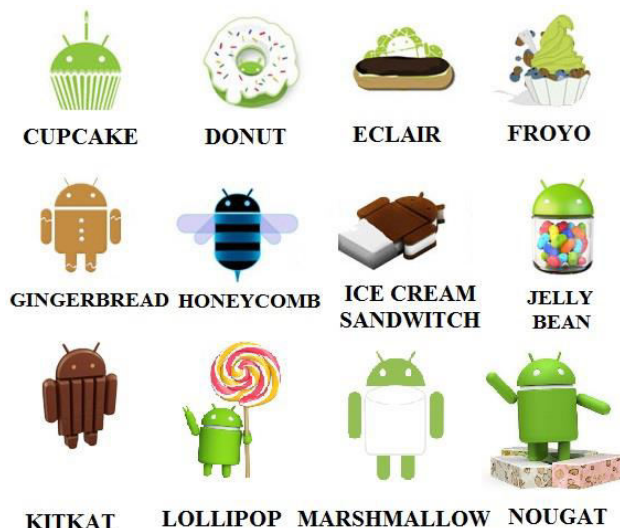 CUPCAKE DONUT ECLAIR FROYO
GINGERBREAD HONEYCOMB ICE CREAM SANDWITCH JELLY BEAN
KITKAT LOLLIPOP MARSHMALLOW NOUGAT